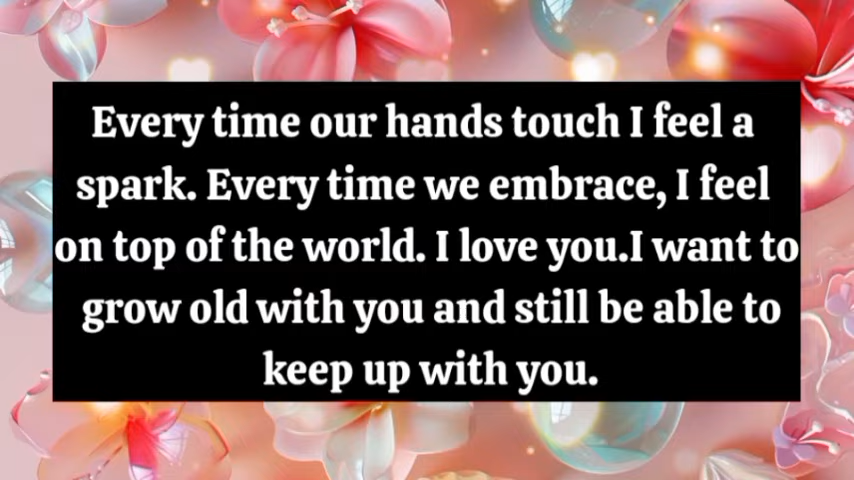 Every time our hands touch I feel a
spark. Every time we embrace, I feel
on top of the world. I love you.I want to
grow old with you and still be able to
keep up with you.